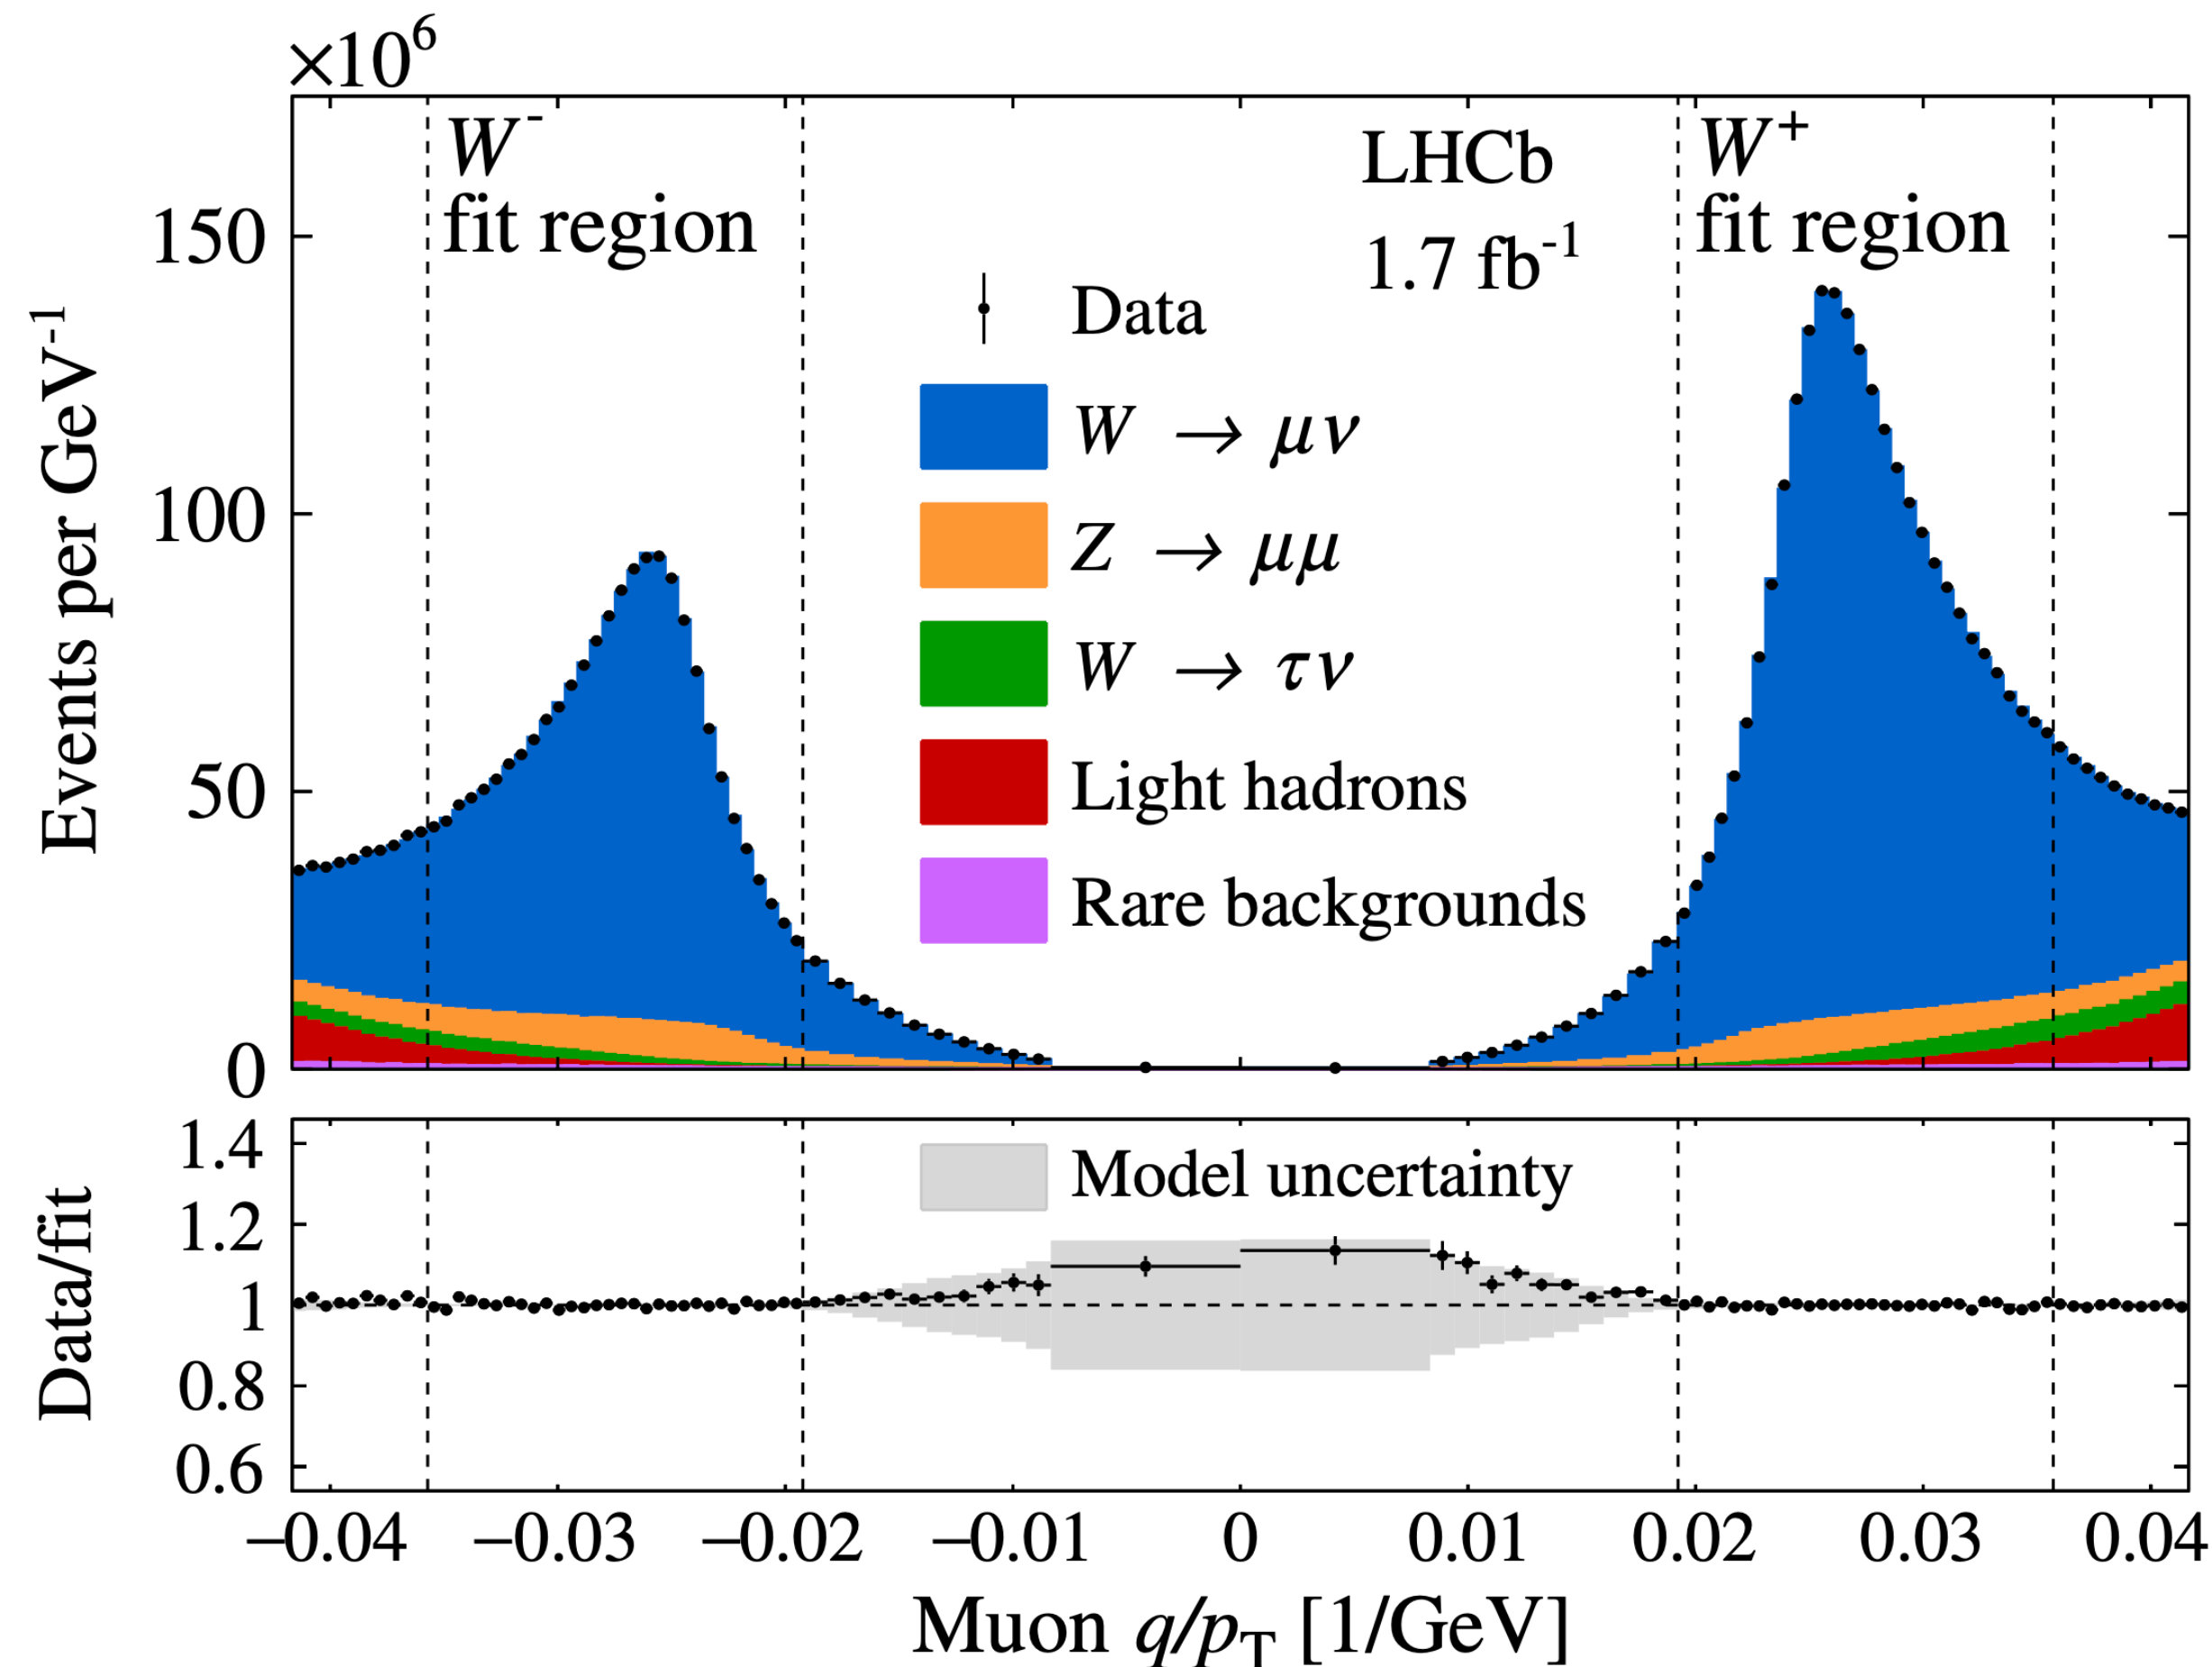 ×10⁶
W⁻
fit region
LHCb
1.7 fb⁻¹
W⁺
fit region
Events per GeV⁻¹
150
100
50
0
Data
W → μν
Z → μμ
W → τν
Light hadrons
Rare backgrounds
Data/fit
1.4
1.2
1
0.8
0.6
Model uncertainty
–0.04 –0.03 –0.02 –0.01 0 0.01 0.02 0.03 0.04
Muon q/p_T [1/GeV]